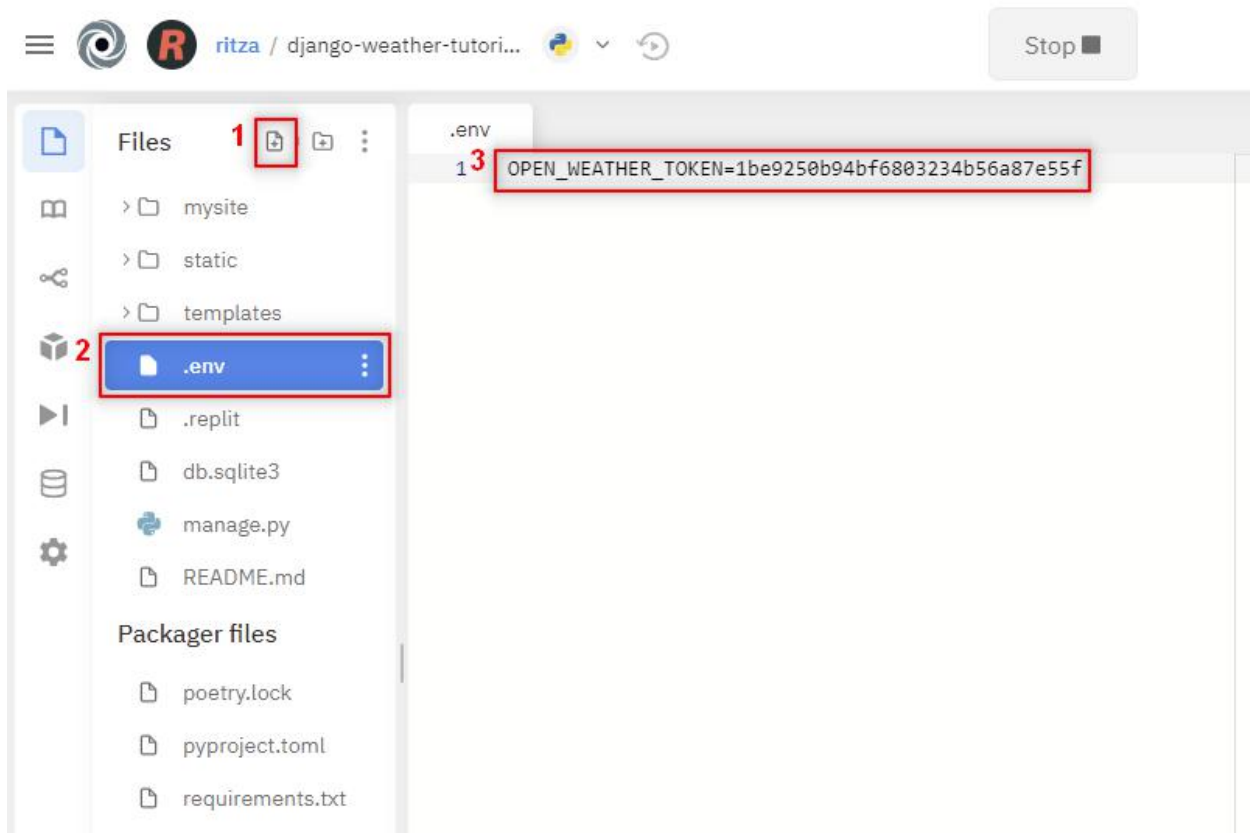 R ritza / django-weather-tutori... Stop
Files 1
.env
1 3 OPEN_WEATHER_TOKEN=1be9250b94bf6803234b56a87e55f
mysite
static
templates
2 .env
.replit
db.sqlite3
manage.py
README.md
Packager files
poetry.lock
pyproject.toml
requirements.txt